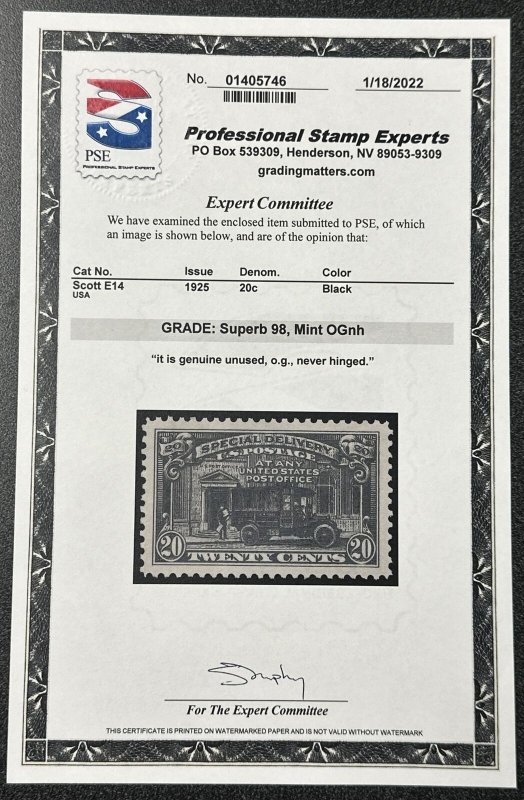 No. 01405746 1/18/2022
PSE
PROFESSIONAL STAMP EXPERTS
Professional Stamp Experts
PO Box 539309, Henderson, NV 89053-9309
gradingmatters.com
Expert Committee
We have examined the enclosed item submitted to PSE, of which
an image is shown below, and are of the opinion that:
Cat No. Issue Denom. Color
Scott E14 1925 20c Black
USA
GRADE: Superb 98, Mint OGnh
“it is genuine unused, o.g., never hinged.”
20 SPECIAL DELIVERY 20
U.S. POSTAGE
AT ANY
UNITED STATES
POST OFFICE
20 TWENTY CENTS 20
For The Expert Committee
THIS CERTIFICATE IS PRINTED ON WATERMARKED PAPER AND IS NOT VALID WITHOUT WATERMARK